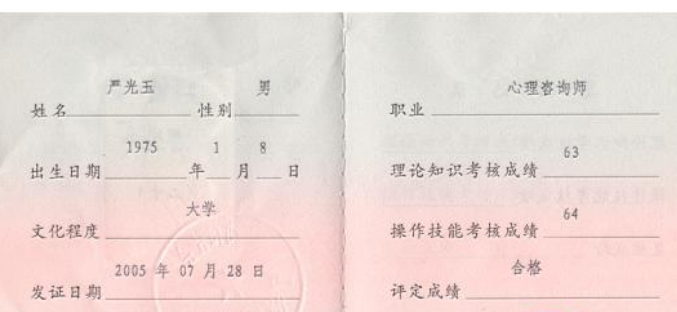 姓名 严光玉 性别 男
出生日期 1975 年 1 月 8 日
文化程度 大学
发证日期 2005 年 07 月 28 日
职业 心理咨询师
理论知识考核成绩 63
操作技能考核成绩 64
评定成绩 合格